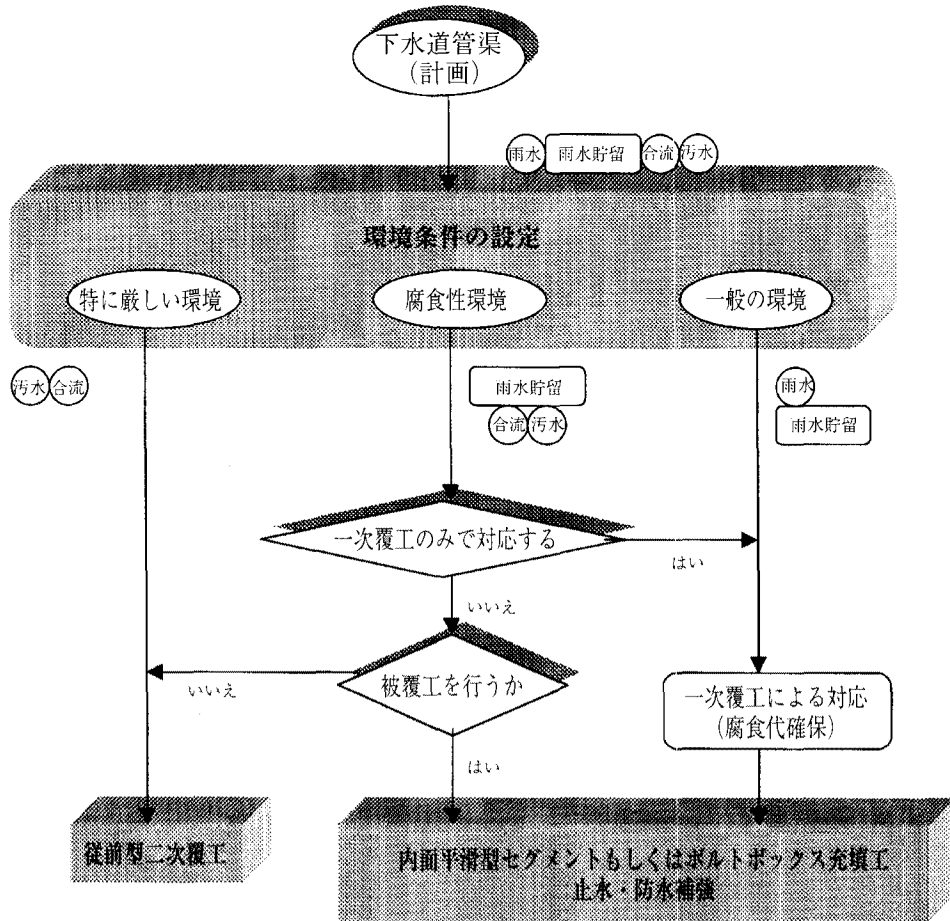 下水道管渠
(計画)
雨水 雨水貯留 合流 汚水
環境条件の設定
特に厳しい環境 腐食性環境 一般の環境
汚水 合流
雨水貯留
合流 汚水
雨水
雨水貯留
一次覆工のみで対応する
はい
いいえ
被覆工を行うか
いいえ
はい
一次覆工による対応
(腐食代確保)
従前型二次覆工
内面平滑型セグメントもしくはボルトボックス充填工
止水・防水補強